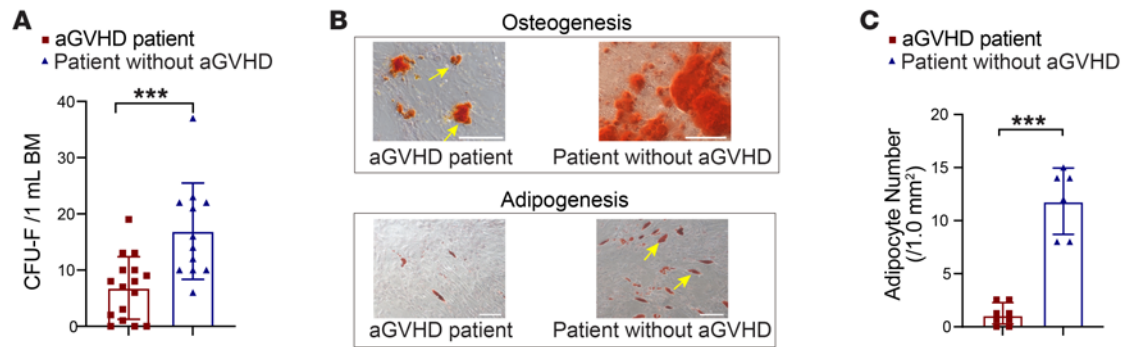 A
aGVHD patient
Patient without aGVHD
***
CFU-F /1 mL BM
40
30
20
10
0
B
Osteogenesis
aGVHD patient
Patient without aGVHD
Adipogenesis
aGVHD patient
Patient without aGVHD
C
aGVHD patient
Patient without aGVHD
***
Adipocyte Number
(/1.0 mm²)
20
15
10
5
0